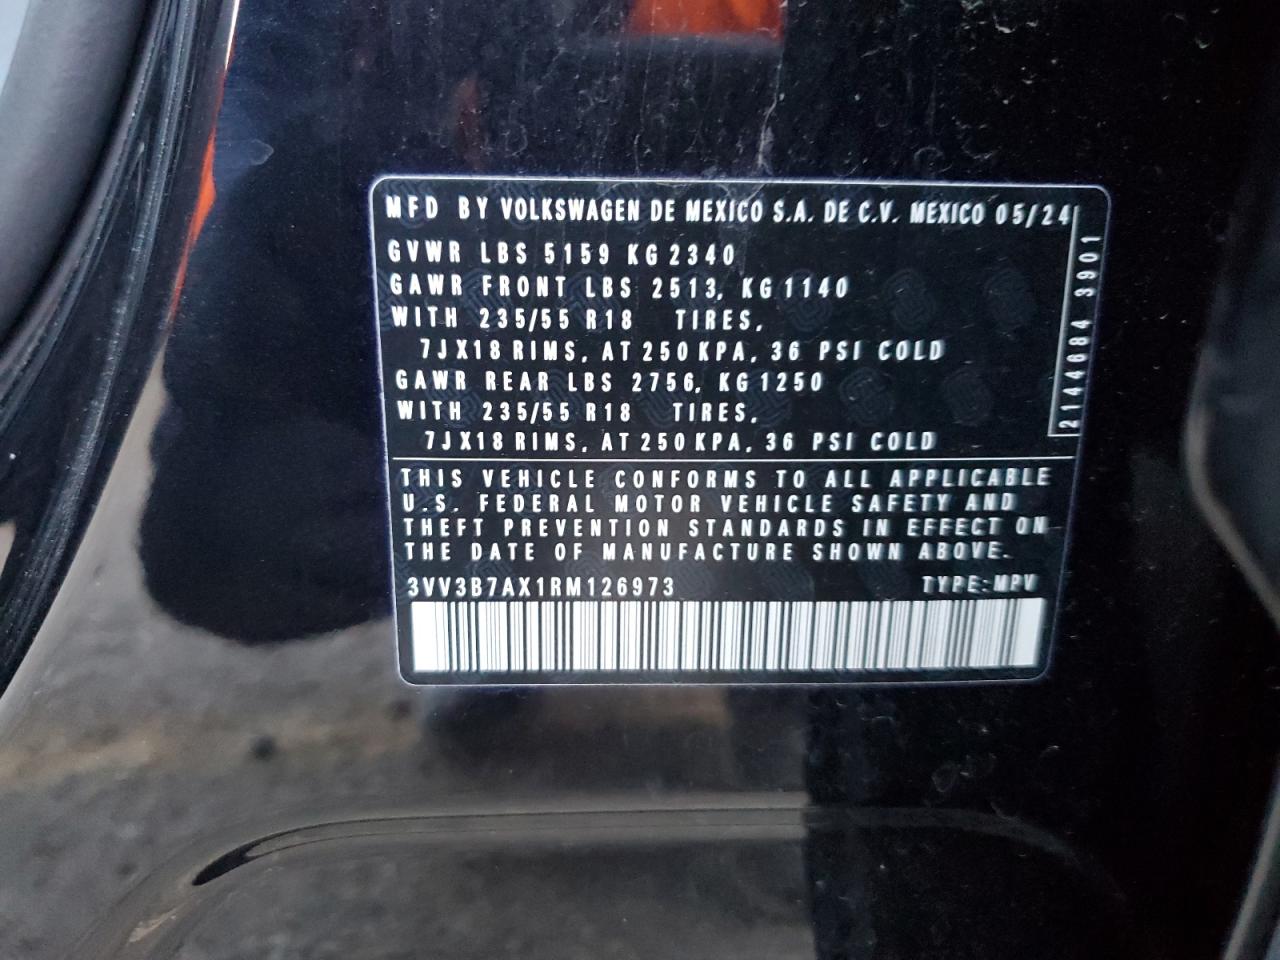 MFD BY VOLKSWAGEN DE MEXICO S.A. DE C.V. MEXICO 05/24
GVWR LBS 5159 KG 2340
GAWR FRONT LBS 2513, KG 1140
WITH 235/55 R18 TIRES,
7JX18 RIMS, AT 250 KPA, 36 PSI COLD
GAWR REAR LBS 2756, KG 1250
WITH 235/55 R18 TIRES,
7JX18 RIMS, AT 250 KPA, 36 PSI COLD
2144684 3901
THIS VEHICLE CONFORMS TO ALL APPLICABLE
U.S. FEDERAL MOTOR VEHICLE SAFETY AND
THEFT PREVENTION STANDARDS IN EFFECT ON
THE DATE OF MANUFACTURE SHOWN ABOVE.
3VV3B7AX1RM126973 TYPE:MPV